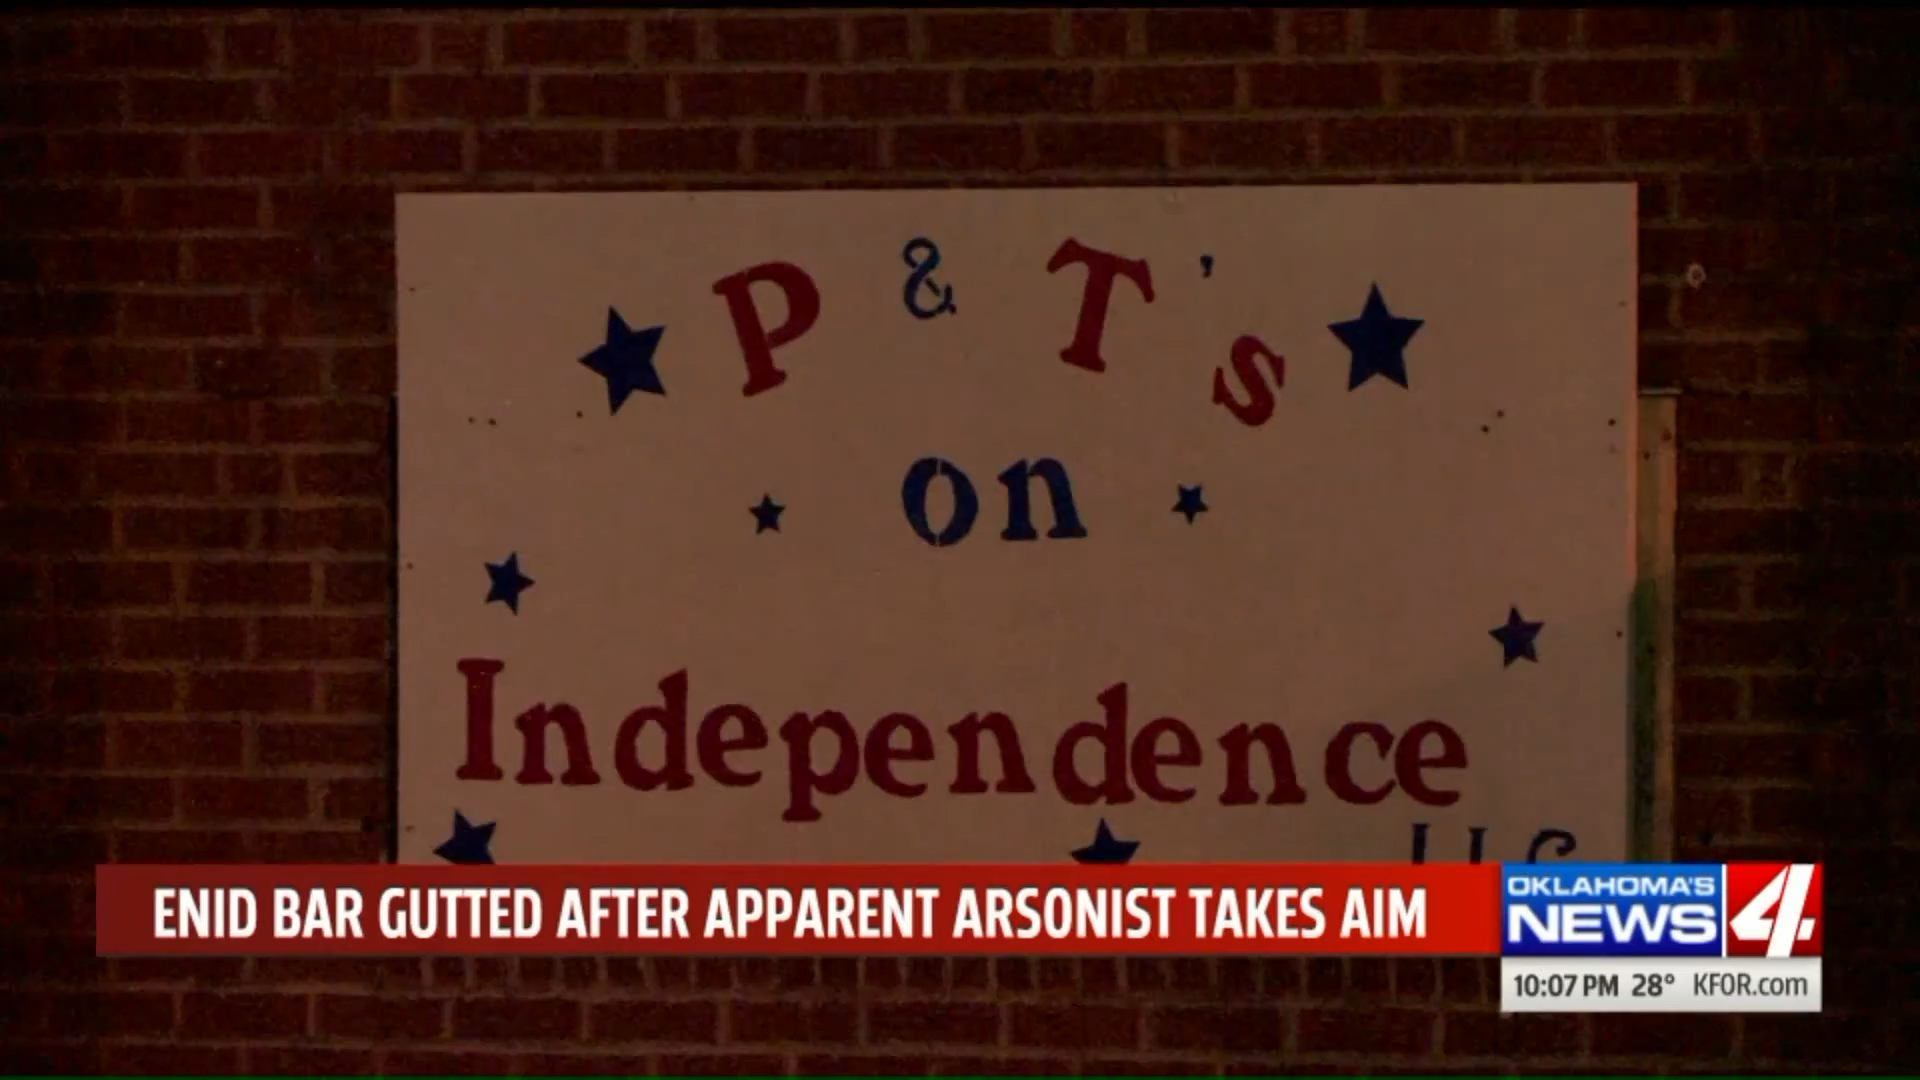 P & T's
on
Independence
LLC
ENID BAR GUTTED AFTER APPARENT ARSONIST TAKES AIM
OKLAHOMA'S
NEWS 4
10:07 PM 28° KFOR.com